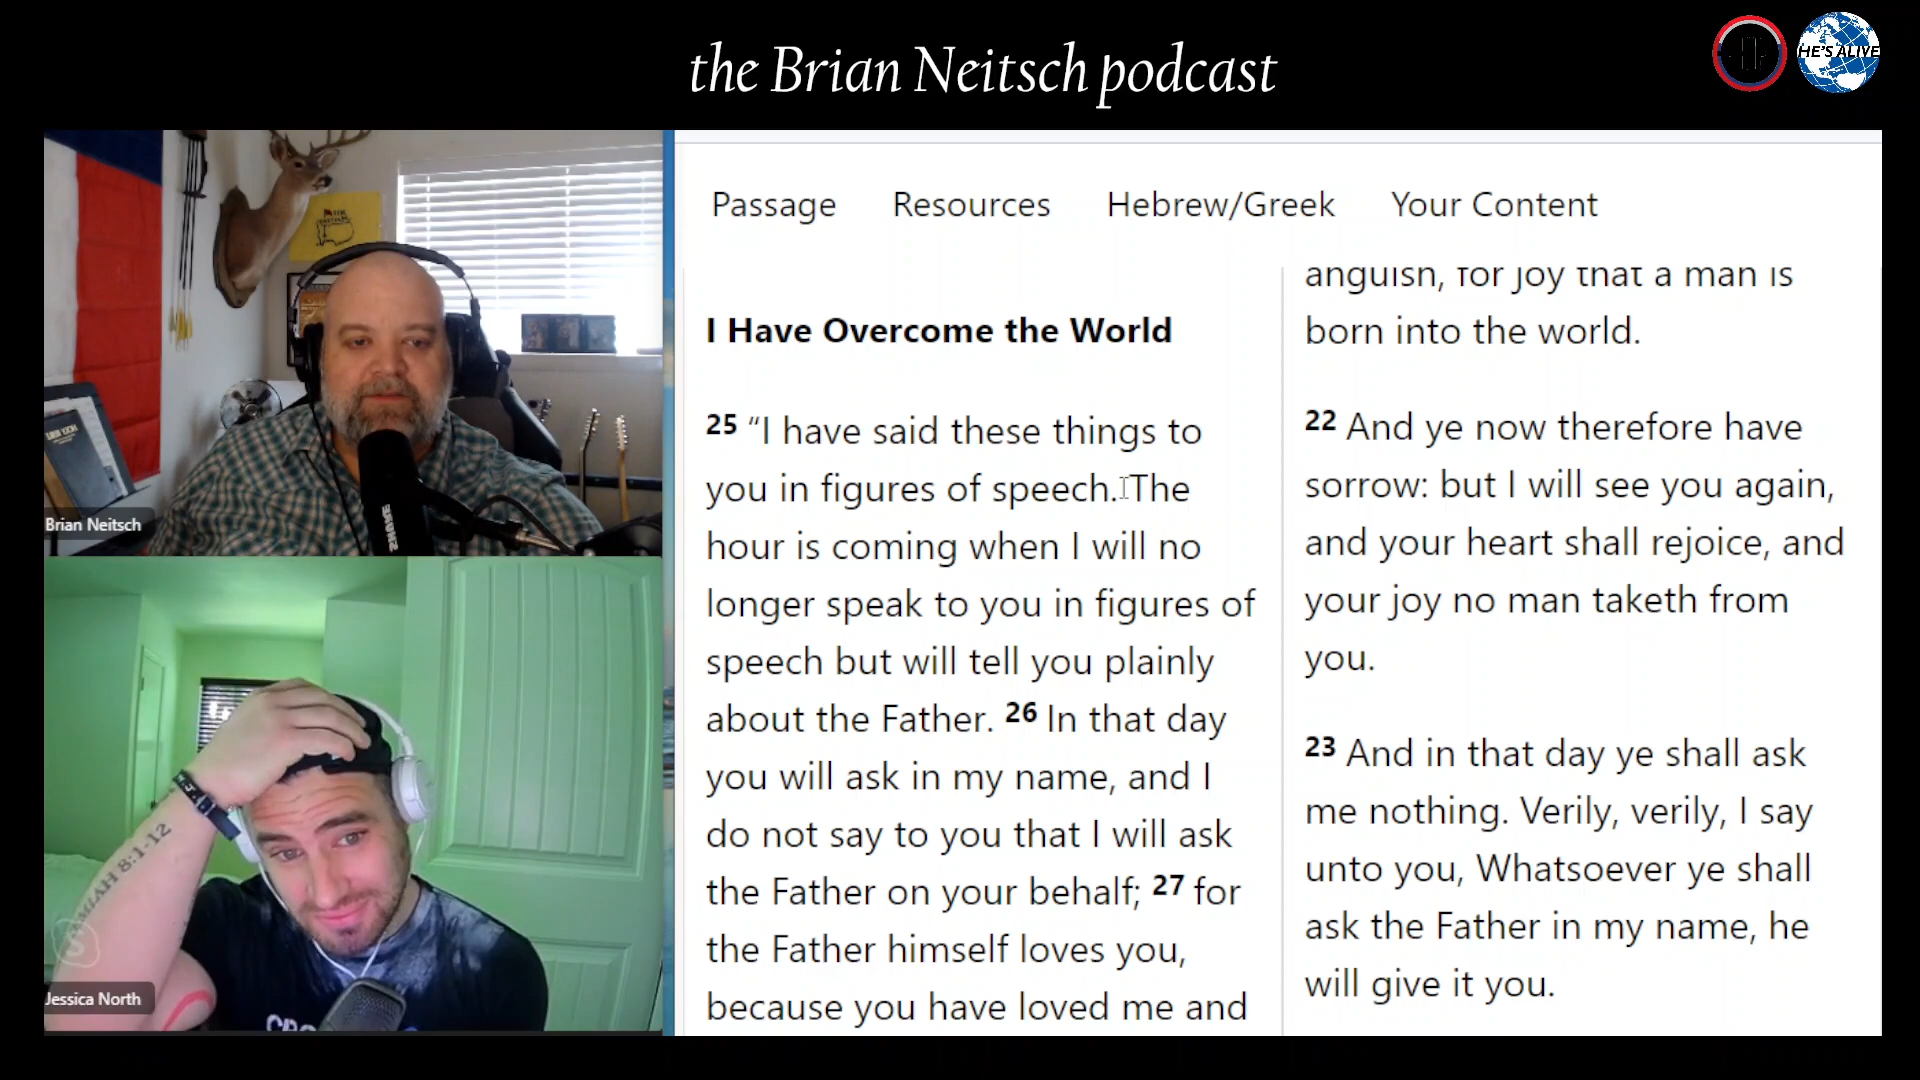 the Brian Neitsch podcast
HE'S ALIVE
Passage
Resources
Hebrew/Greek
Your Content
I Have Overcome the World
25 “I have said these things to
you in figures of speech. The
hour is coming when I will no
longer speak to you in figures of
speech but will tell you plainly
about the Father. 26 In that day
you will ask in my name, and I
do not say to you that I will ask
the Father on your behalf; 27 for
the Father himself loves you,
because you have loved me and
anguish, for joy that a man is
born into the world.
22 And ye now therefore have
sorrow: but I will see you again,
and your heart shall rejoice, and
your joy no man taketh from
you.
23 And in that day ye shall ask
me nothing. Verily, verily, I say
unto you, Whatsoever ye shall
ask the Father in my name, he
will give it you.
Brian Neitsch
SHURE
8:1-12
Jessica North